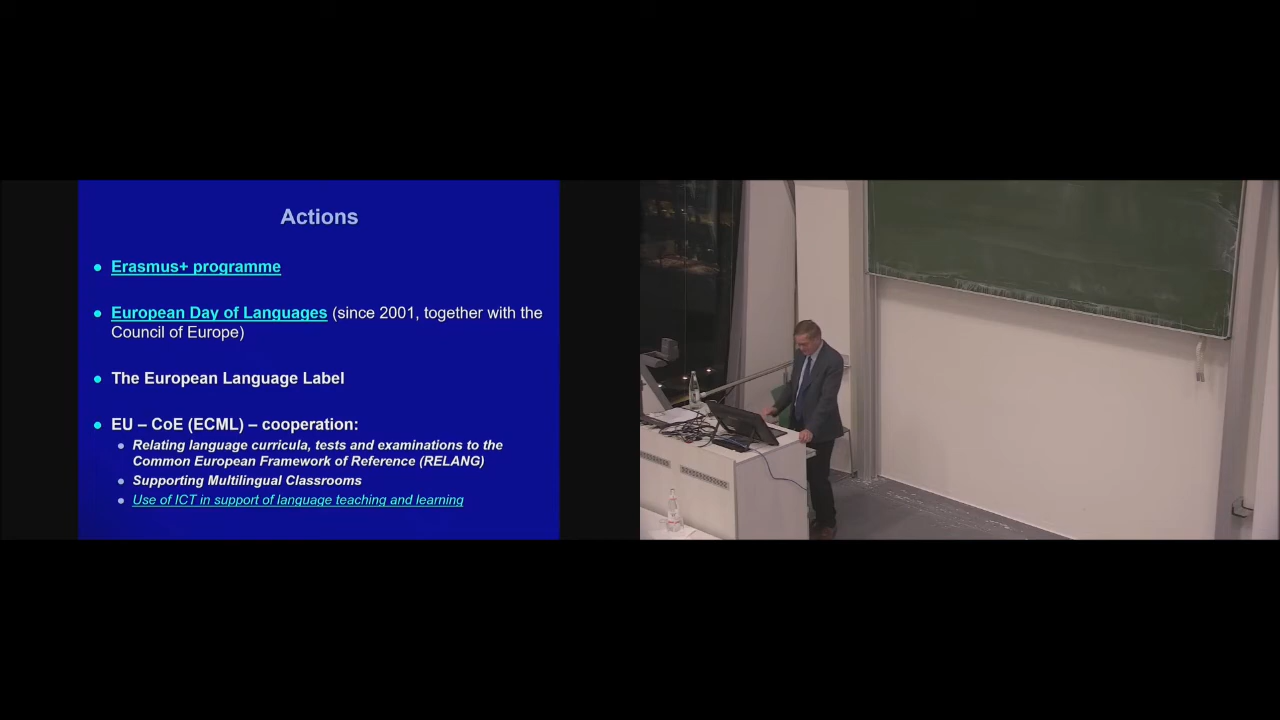 Actions
Erasmus+ programme
European Day of Languages (since 2001, together with the
Council of Europe)
The European Language Label
EU – CoE (ECML) – cooperation:
Relating language curricula, tests and examinations to the
Common European Framework of Reference (RELANG)
Supporting Multilingual Classrooms
Use of ICT in support of language teaching and learning